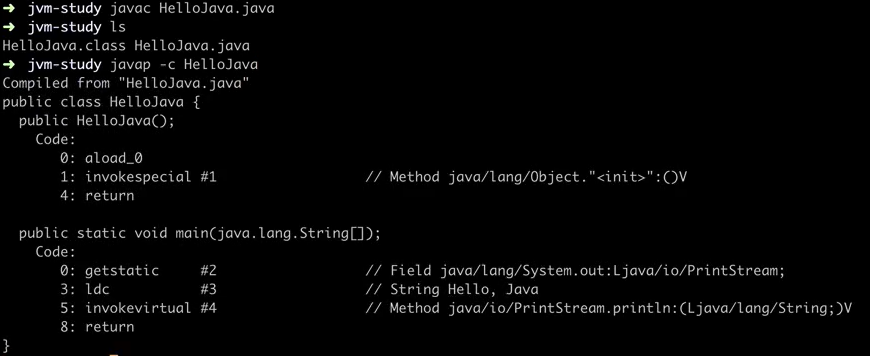 ➜ jvm-study javac HelloJava.java
➜ jvm-study ls
HelloJava.class HelloJava.java
➜ jvm-study javap -c HelloJava
Compiled from "HelloJava.java"
public class HelloJava {
  public HelloJava();
    Code:
       0: aload_0
       1: invokespecial #1                  // Method java/lang/Object."<init>":()V
       4: return

  public static void main(java.lang.String[]);
    Code:
       0: getstatic     #2                  // Field java/lang/System.out:Ljava/io/PrintStream;
       3: ldc           #3                  // String Hello, Java
       5: invokevirtual #4                  // Method java/io/PrintStream.println:(Ljava/lang/String;)V
       8: return
}